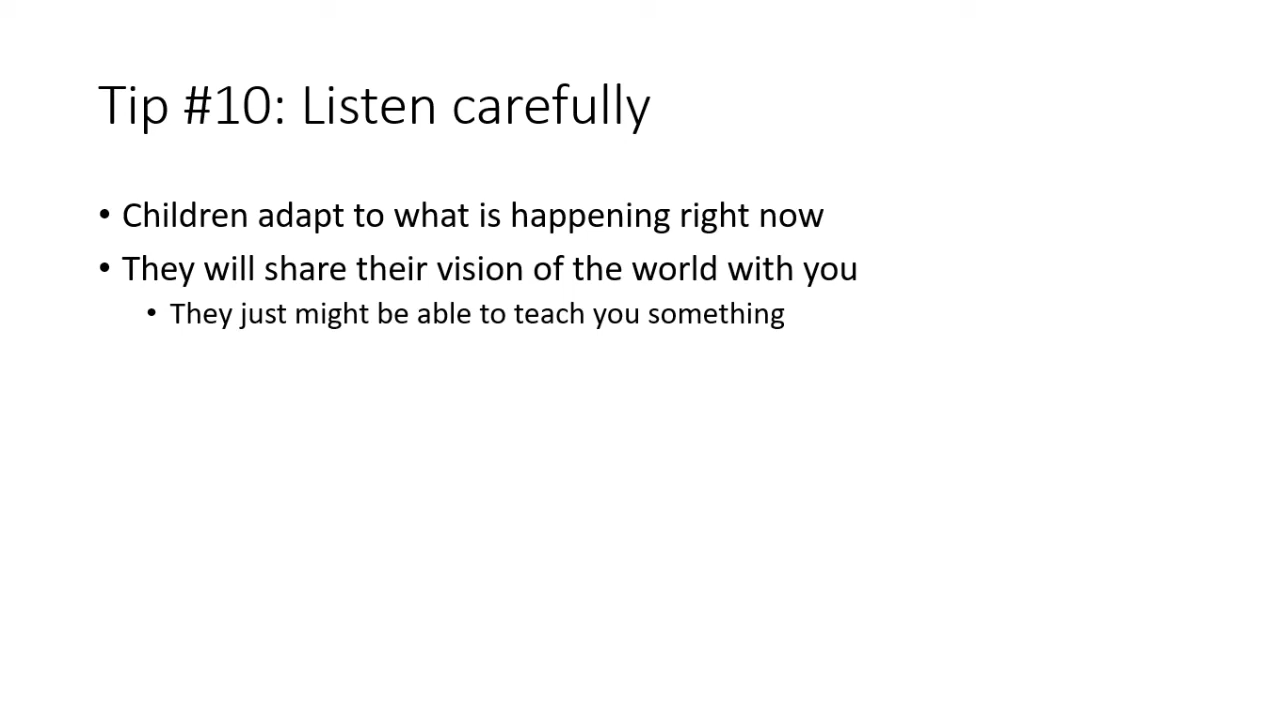 Tip #10: Listen carefully
• Children adapt to what is happening right now
• They will share their vision of the world with you
• They just might be able to teach you something